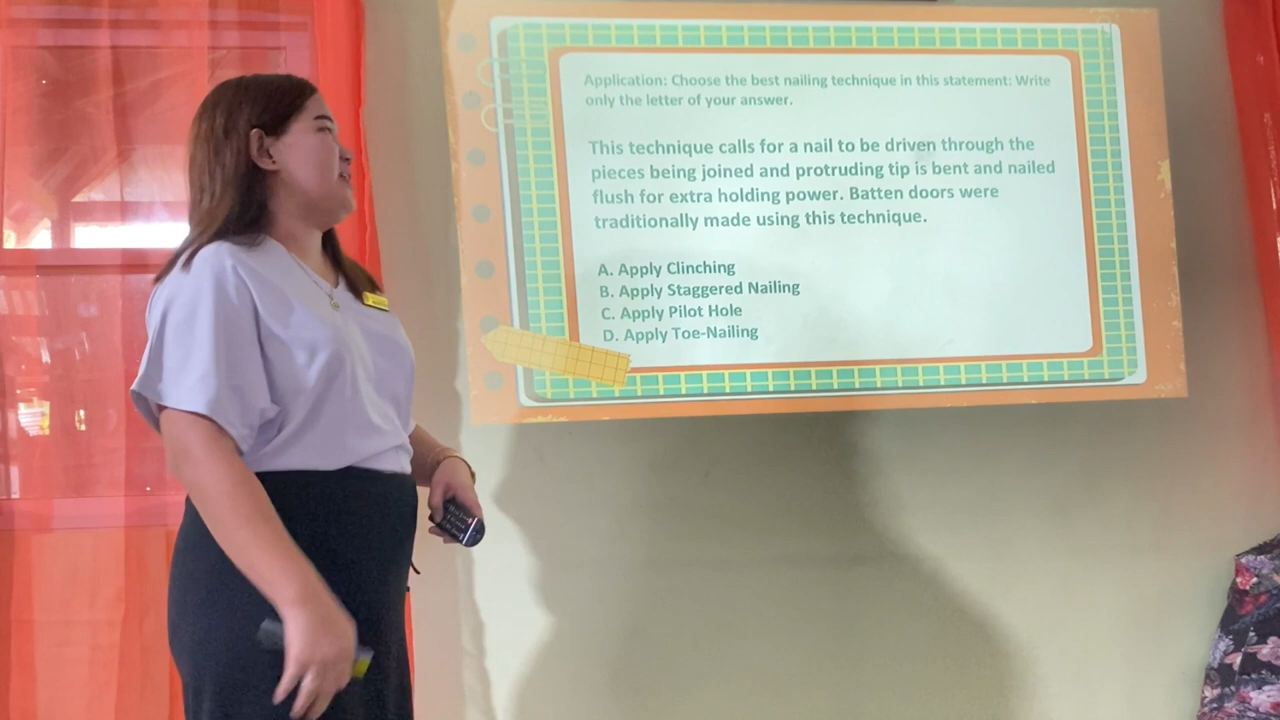 Application: Choose the best nailing technique in this statement: Write
only the letter of your answer.
This technique calls for a nail to be driven through the
pieces being joined and protruding tip is bent and nailed
flush for extra holding power. Batten doors were
traditionally made using this technique.
A. Apply Clinching
B. Apply Staggered Nailing
C. Apply Pilot Hole
D. Apply Toe-Nailing